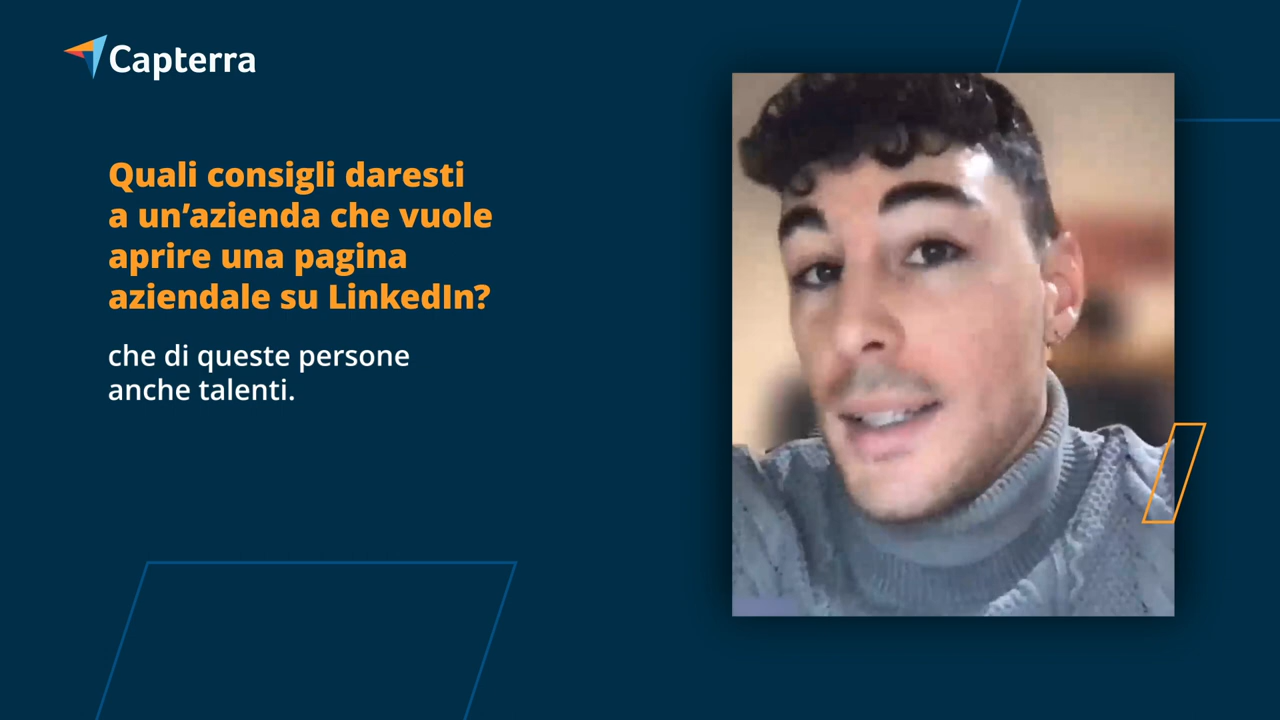 Capterra
Quali consigli daresti
a un’azienda che vuole
aprire una pagina
aziendale su LinkedIn?
che di queste persone
anche talenti.